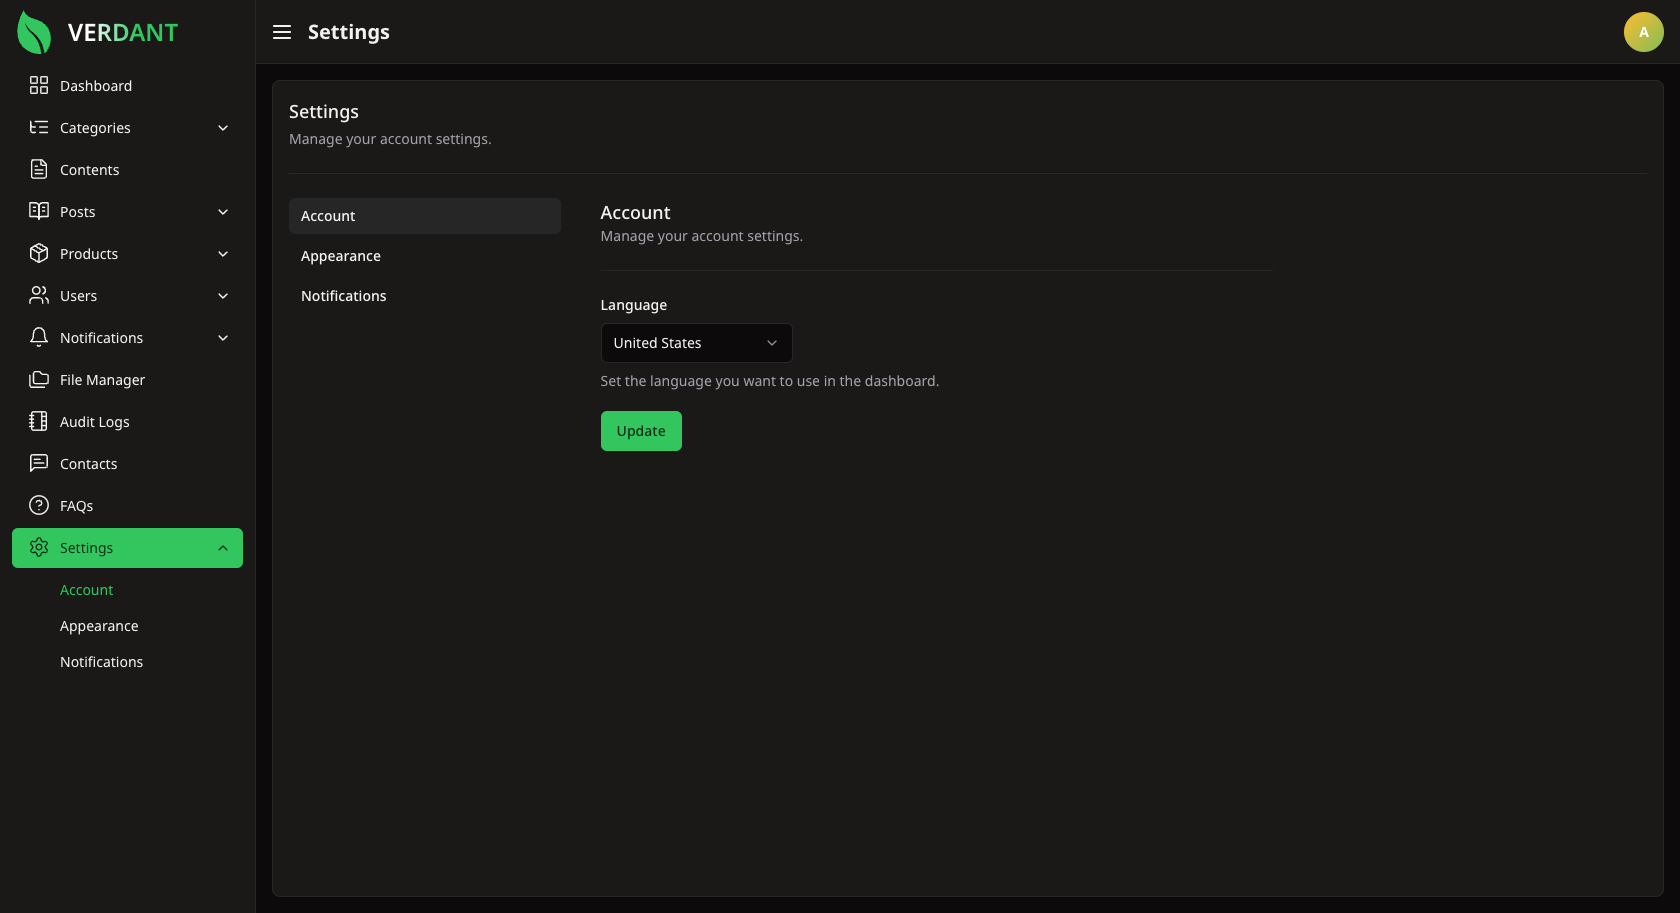 VERDANT
Dashboard
Categories
Contents
Posts
Products
Users
Notifications
File Manager
Audit Logs
Contacts
FAQs
Settings
Account
Appearance
Notifications
Settings
A
Settings
Manage your account settings.
Account
Appearance
Notifications
Account
Manage your account settings.
Language
United States
Set the language you want to use in the dashboard.
Update